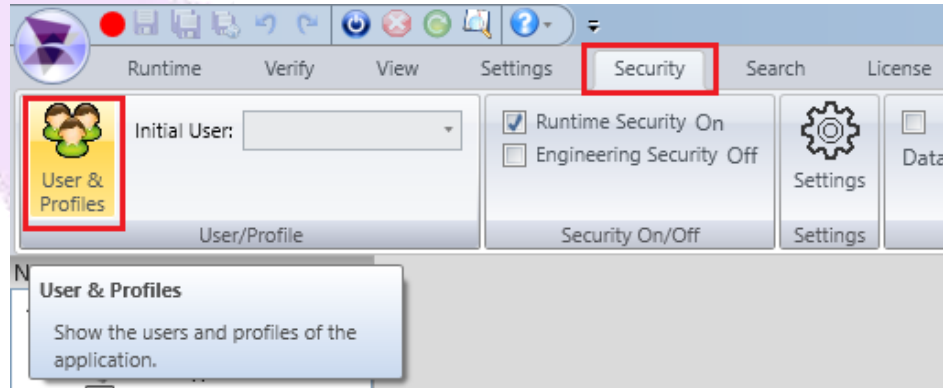 Runtime Verify View Settings Security Search License
Initial User:
Runtime Security On
Engineering Security Off
User &
Profiles
Settings
Data
User/Profile Security On/Off Settings
N
User & Profiles
Show the users and profiles of the
application.